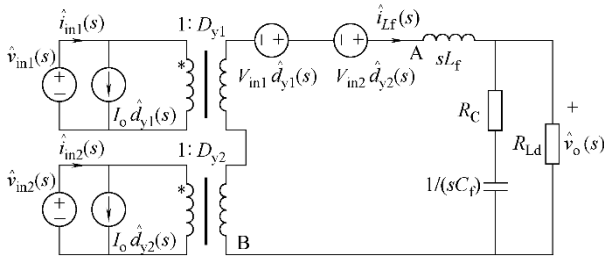 î_in1(s)
1:D_y1
v̂_in1(s)
I_o d̂_y1(s)
*
V_in1 d̂_y1(s)
V_in2 d̂_y2(s)
î_Lf(s)
A
sL_f
R_C
R_Ld
+
v̂_o(s)
−
1/(sC_f)
î_in2(s)
1:D_y2
v̂_in2(s)
I_o d̂_y2(s)
*
B